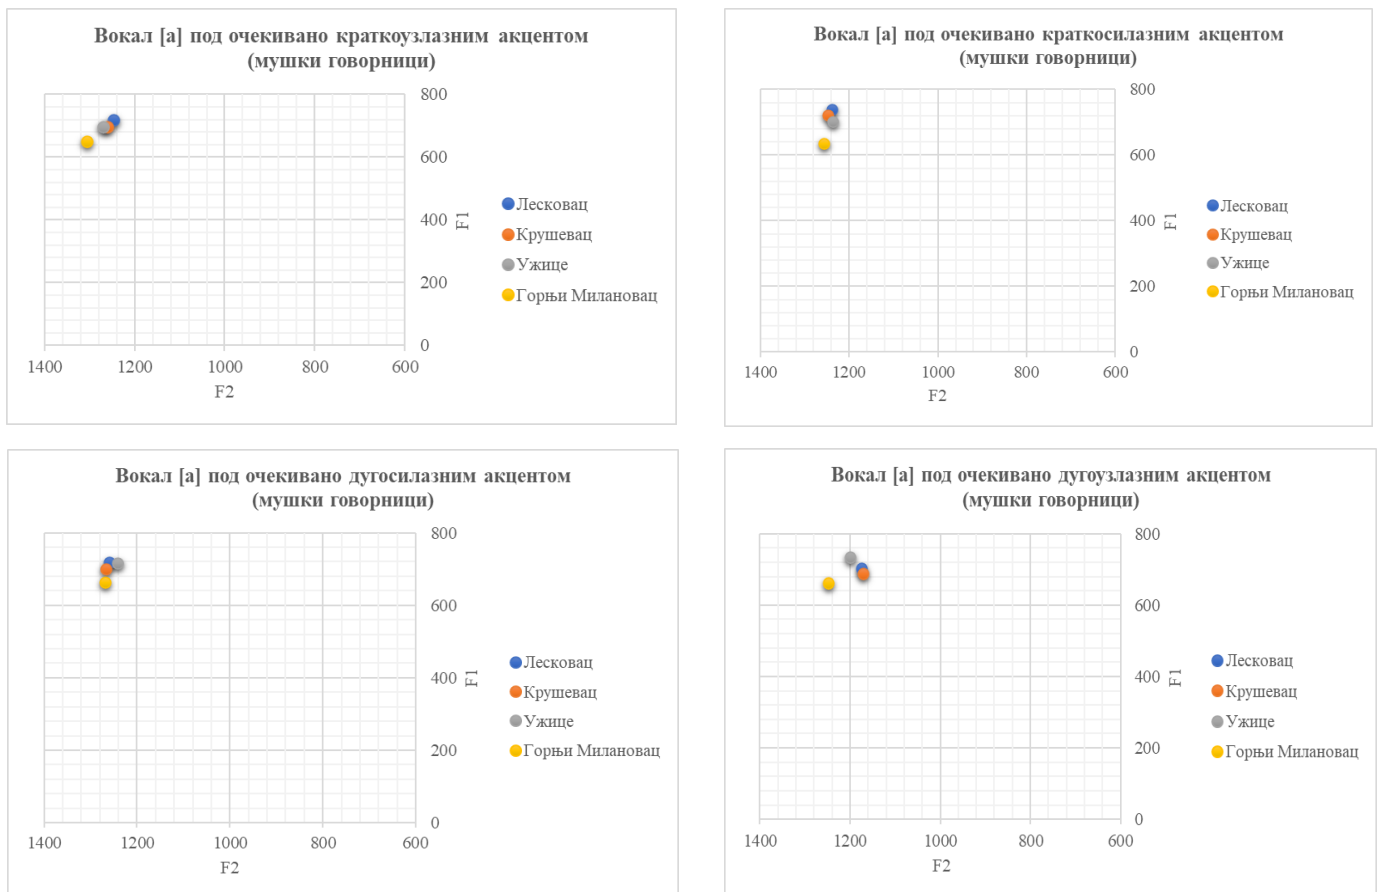 Вокал [а] под очекивано краткоузлазним акцентом
(мушки говорници)
800
600
400
200
0
F1
1400 1200 1000 800 600
F2
Лесковац
Крушевац
Ужице
Горњи Милановац
Вокал [а] под очекивано краткосилазним акцентом
(мушки говорници)
800
600
400
200
0
F1
1400 1200 1000 800 600
F2
Лесковац
Крушевац
Ужице
Горњи Милановац
Вокал [а] под очекивано дугосилазним акцентом
(мушки говорници)
800
600
400
200
0
F1
1400 1200 1000 800 600
F2
Лесковац
Крушевац
Ужице
Горњи Милановац
Вокал [а] под очекивано дугоузлазним акцентом
(мушки говорници)
800
600
400
200
0
F1
1400 1200 1000 800 600
F2
Лесковац
Крушевац
Ужице
Горњи Милановац